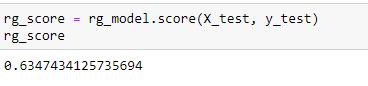 rg_score = rg_model.score(X_test, y_test)
rg_score
0.6347434125735694